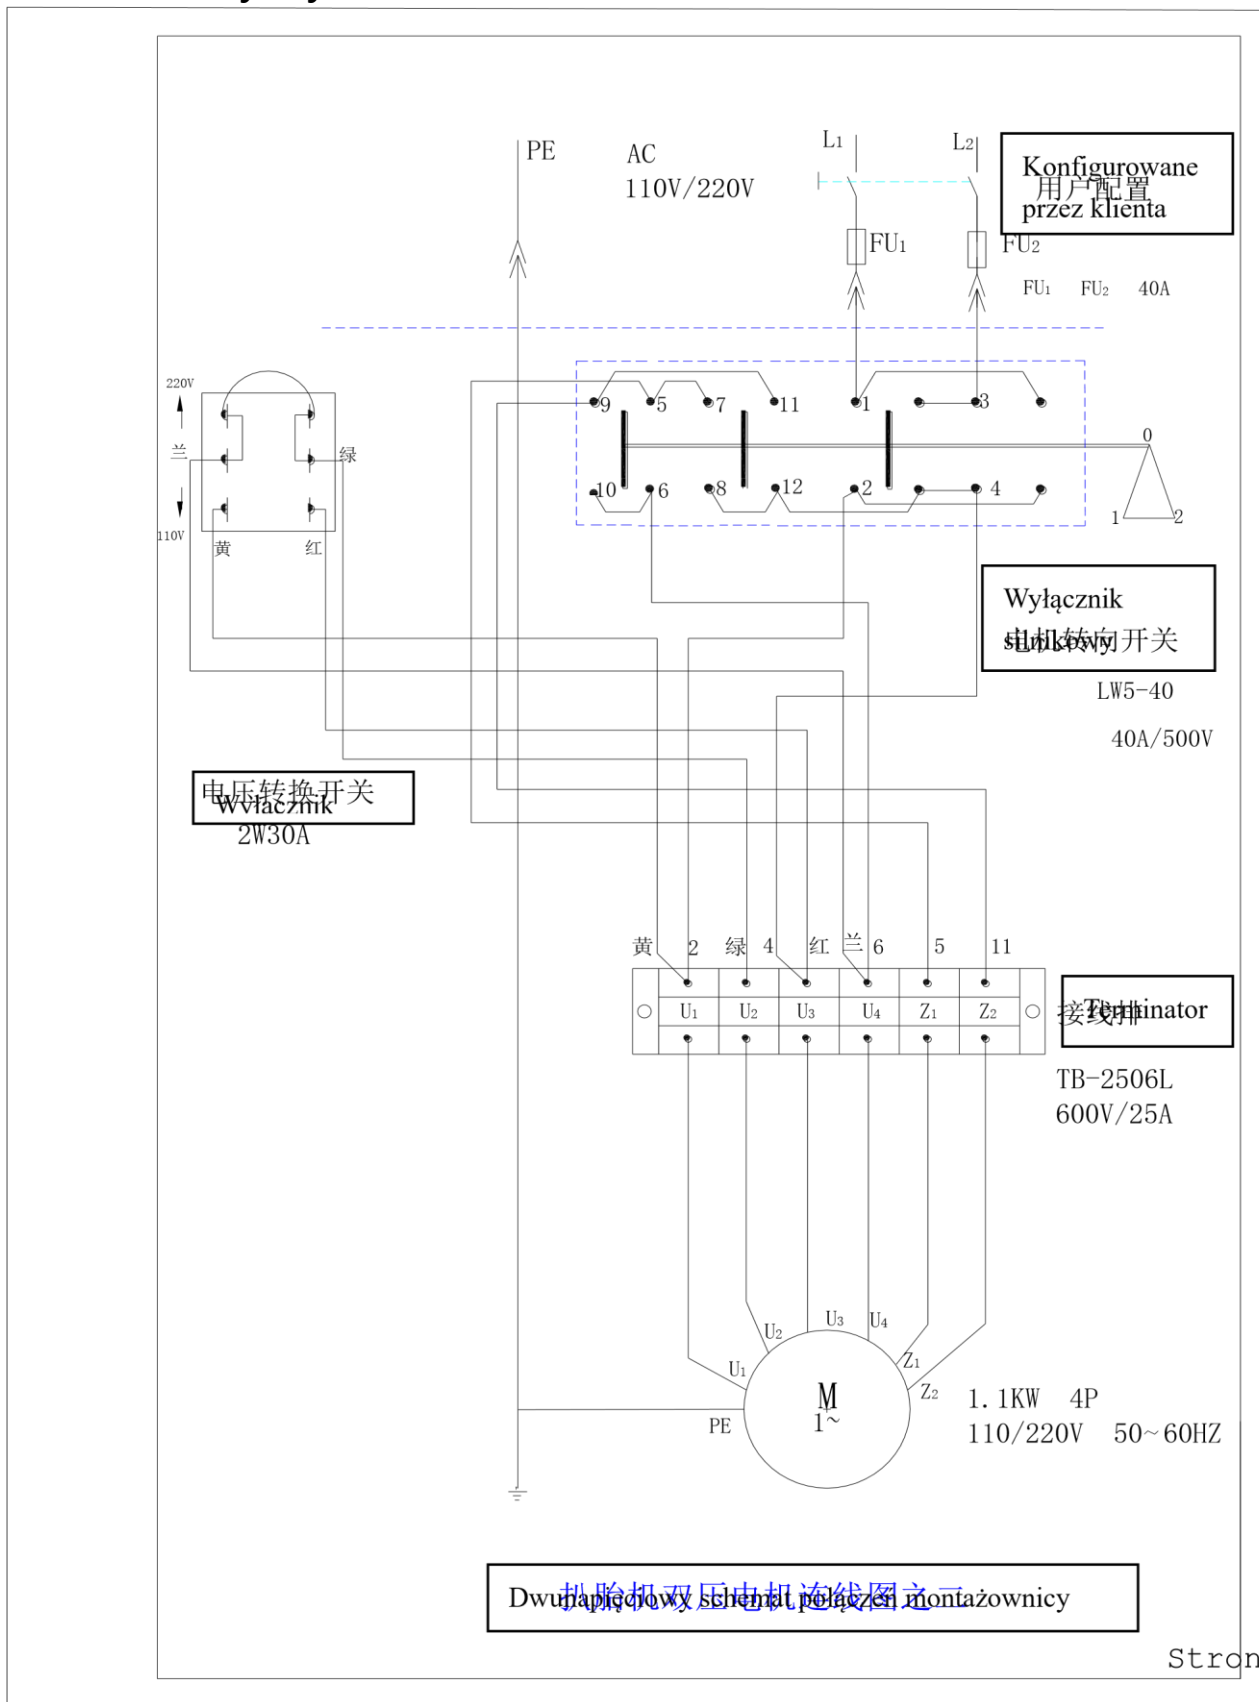 PE
AC
110V/220V
L1
L2
Konfigurowane
用户配置
przez klienta
FU1
FU2
FU1 FU2 40A
220V
兰
绿
110V
黄
红
9
5
7
11
1
3
10
6
8
12
2
4
0
1
2
Wyłącznik
silnikowy
电机转向开关
LW5-40
40A/500V
电压转换开关
Wyłącznik
2W30A
黄 2 绿 4 红 兰 6 5 11
U1 U2 U3 U4 Z1 Z2
接线排
Terminator
TB-2506L
600V/25A
U1
U2
U3
U4
Z1
Z2
M
1~
PE
1.1KW 4P
110/220V 50~60HZ
扒胎机双压电机连线图之二
Dwunapięciowy schemat połączeń montażownicy
Stron